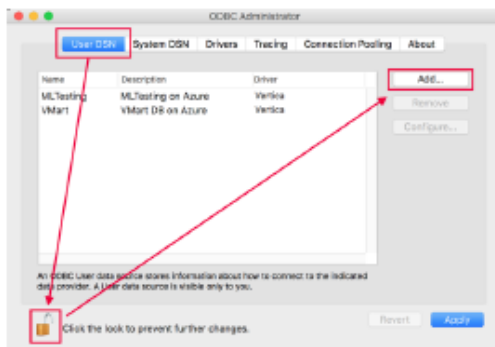 ODBC Administrator
User DSN System DSN Drivers Tracing Connection Pooling About
Name Description Driver
MLTesting MLTesting on Azure Vertica
VMart VMart DB on Azure Vertica
Add...
Remove
Configure...
An ODBC User data source stores information about how to connect to the indicated
data provider. A User data source is visible only to you.
Click the lock to prevent further changes.
Revert Apply